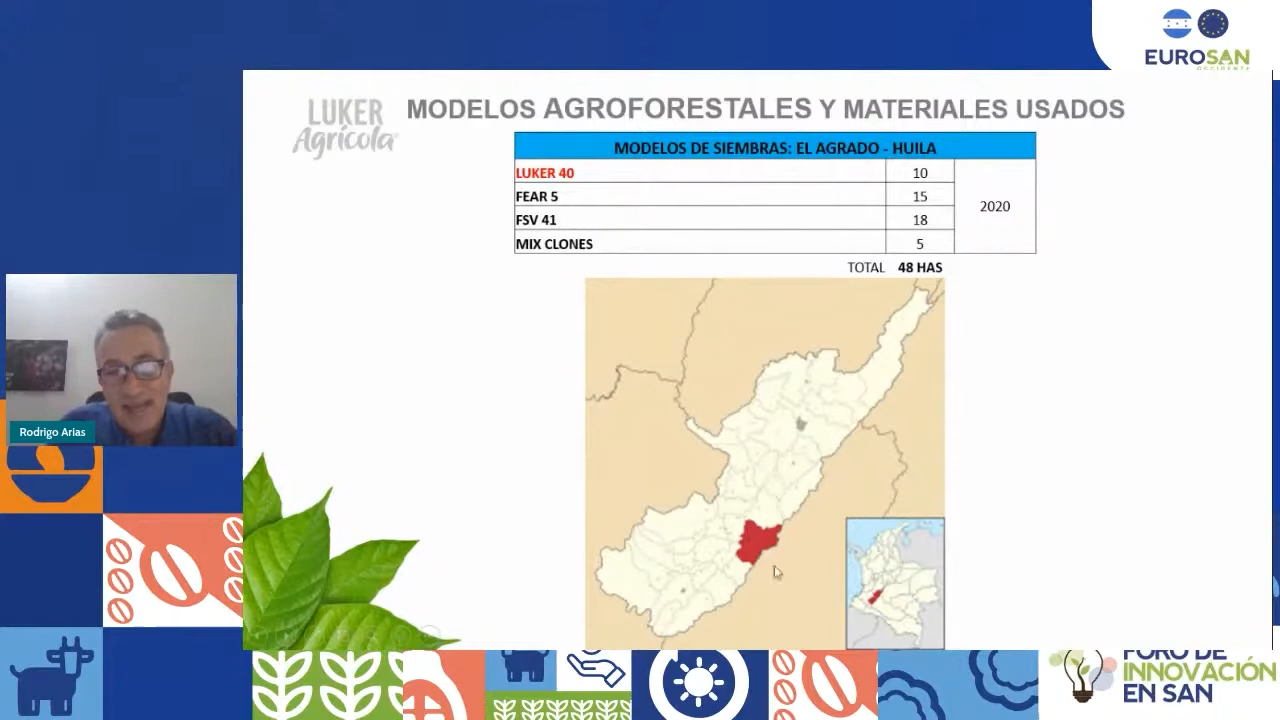 EUROSAN
OCCIDENTE
LUKER
Agrícola
MODELOS AGROFORESTALES Y MATERIALES USADOS
MODELOS DE SIEMBRAS: EL AGRADO - HUILA
LUKER 40 10
FEAR 5 15
2020
FSV 41 18
MIX CLONES 5
TOTAL 48 HAS
Rodrigo Arias
FORO DE
INNOVACIÓN
EN SAN